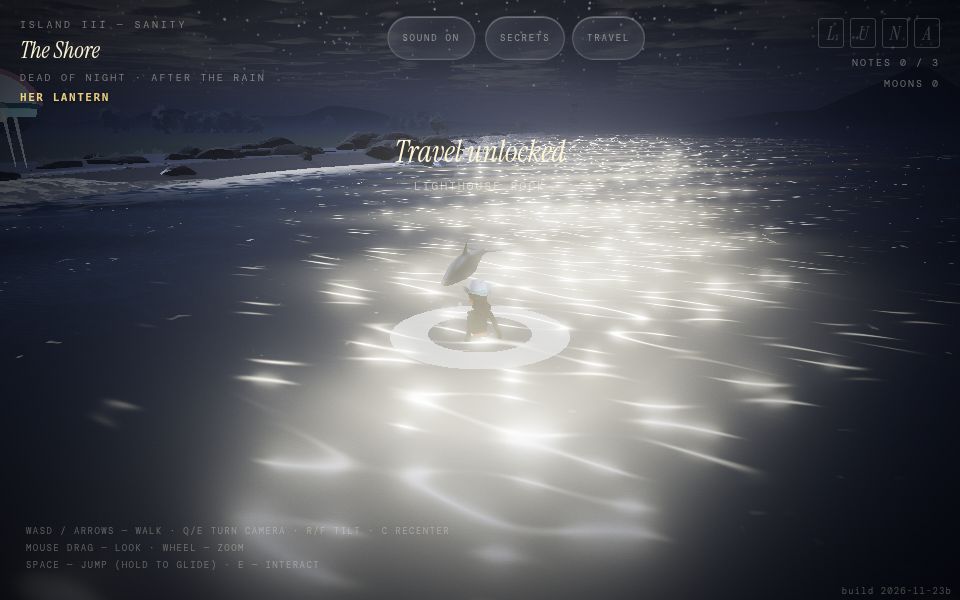 ISLAND III — SANITY
The Shore
DEAD OF NIGHT · AFTER THE RAIN
HER LANTERN
SOUND ON
SECRETS
TRAVEL
L U N A
NOTES 0 / 3
MOONS 0
Travel unlocked
LIGHTHOUSE ROCK
WASD / ARROWS — WALK · Q/E TURN CAMERA · R/F TILT · C RECENTER
MOUSE DRAG — LOOK · WHEEL — ZOOM
SPACE — JUMP (HOLD TO GLIDE) · E — INTERACT
build 2026-11-23b